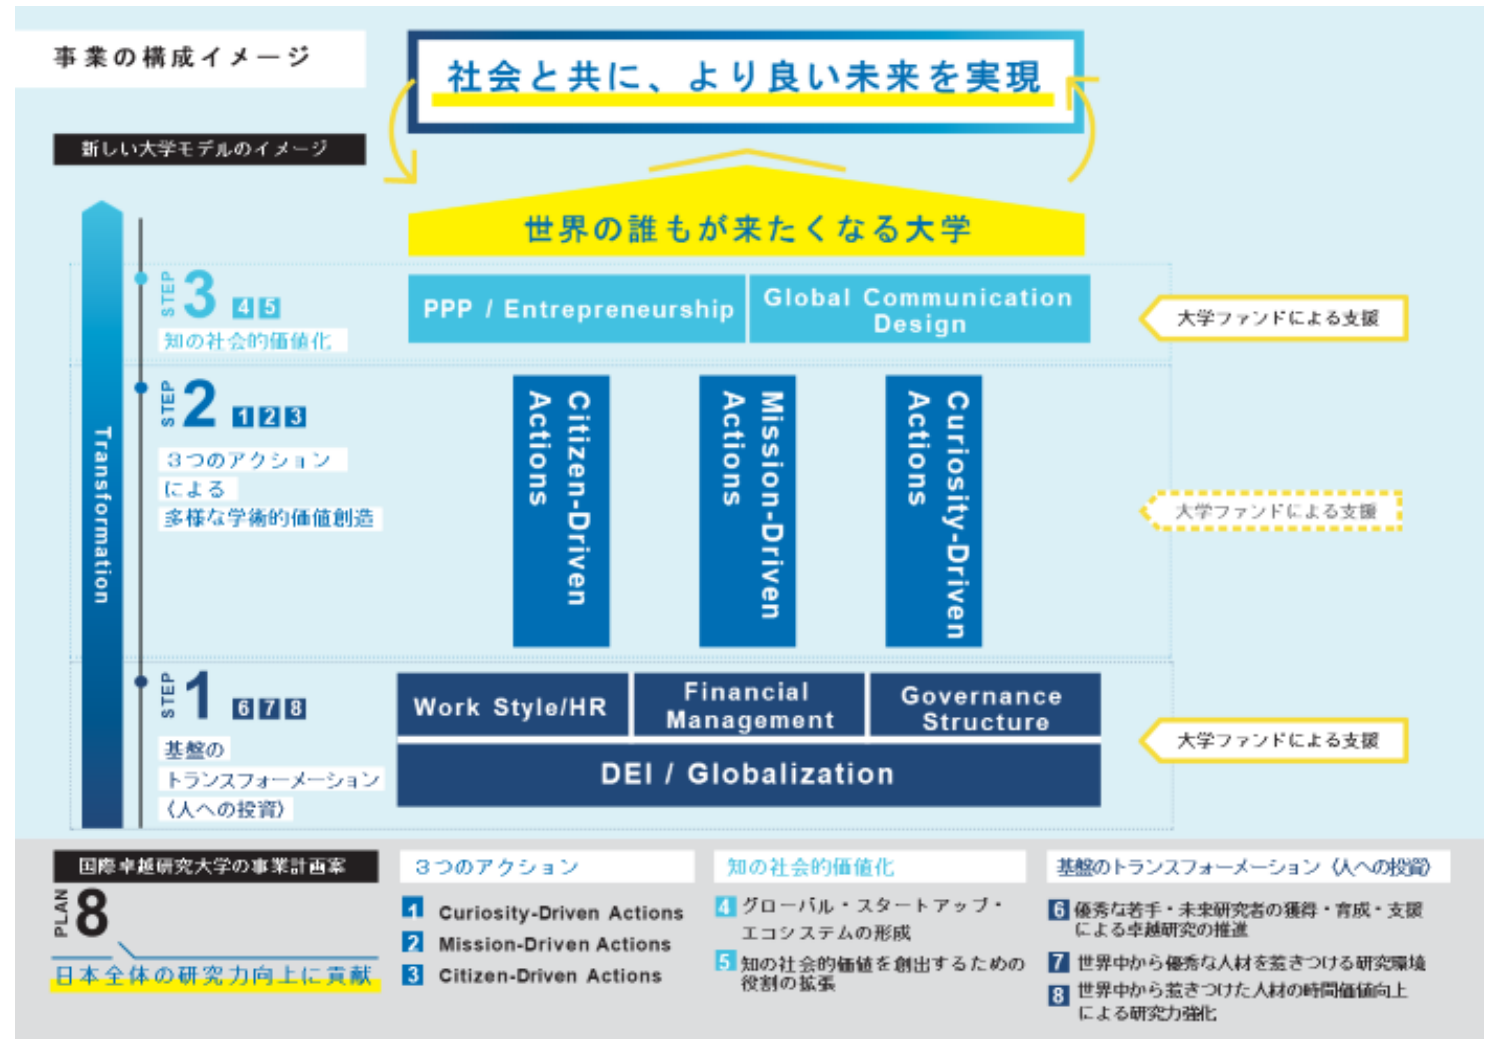 事業の構成イメージ
社会と共に、より良い未来を実現
新しい大学モデルのイメージ
世界の誰もが来たくなる大学
Transformation
STEP 3 4 5
知の社会的価値化
PPP / Entrepreneurship
Global Communication
Design
大学ファンドによる支援
STEP 2 1 2 3
3つのアクション
による
多様な学術的価値創造
Citizen-Driven
Actions
Mission-Driven
Actions
Curiosity-Driven
Actions
大学ファンドによる支援
STEP 1 6 7 8
基盤の
トランスフォーメーション
（人への投資）
Work Style/HR
Financial
Management
Governance
Structure
DEI / Globalization
大学ファンドによる支援
国際卓越研究大学の事業計画案
PLAN 8
日本全体の研究力向上に貢献
3つのアクション
1 Curiosity-Driven Actions
2 Mission-Driven Actions
3 Citizen-Driven Actions
知の社会的価値化
4 グローバル・スタートアップ・
エコシステムの形成
5 知の社会的価値を創出するための
役割の拡張
基盤のトランスフォーメーション（人への投資）
6 優秀な若手・未来研究者の獲得・育成・支援
による卓越研究の推進
7 世界中から優秀な人材を惹きつける研究環境
8 世界中から惹きつけた人材の時間価値向上
による研究力強化